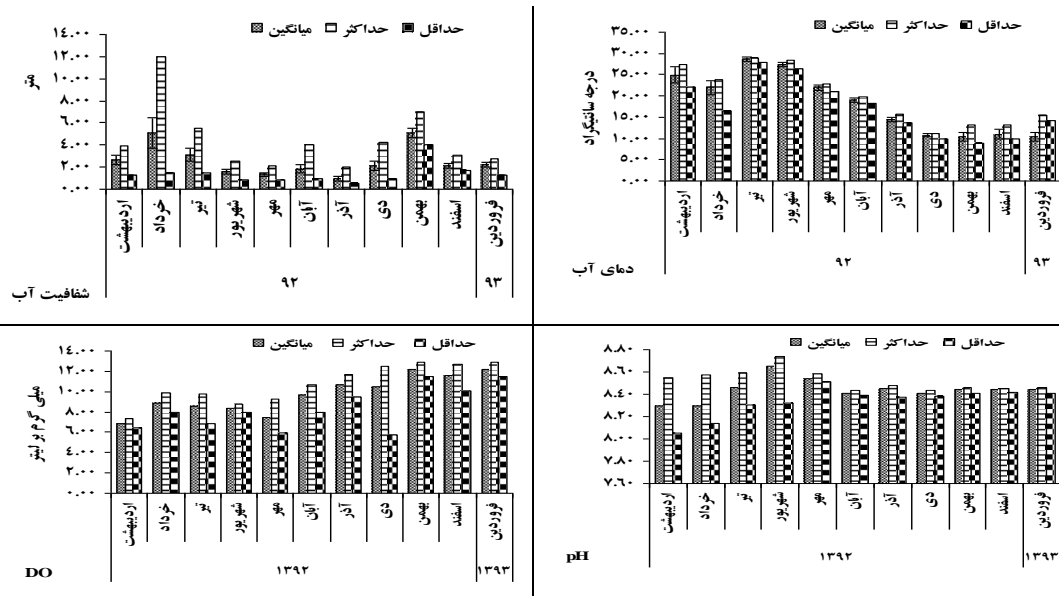 حداقل حداکثر میانگین
۱۴.۰۰
۱۲.۰۰
۱۰.۰۰
۸.۰۰
۶.۰۰
۴.۰۰
۲.۰۰
۰.۰۰
متر
اردیبهشت خرداد تیر شهریور مهر آبان آذر دی بهمن اسفند فروردین
۹۲ ۹۳
شفافیت آب
حداقل حداکثر میانگین
۳۵.۰۰
۳۰.۰۰
۲۵.۰۰
۲۰.۰۰
۱۵.۰۰
۱۰.۰۰
۵.۰۰
۰.۰۰
درجه سانتیگراد
اردیبهشت خرداد تیر شهریور مهر آبان آذر دی بهمن اسفند فروردین
۹۲ ۹۳
دمای آب
حداقل حداکثر میانگین
۱۴.۰۰
۱۲.۰۰
۱۰.۰۰
۸.۰۰
۶.۰۰
۴.۰۰
۲.۰۰
۰.۰۰
میلی گرم بر لیتر
اردیبهشت خرداد تیر شهریور مهر آبان آذر دی بهمن اسفند فروردین
۱۳۹۲ ۱۳۹۳
DO
حداقل حداکثر میانگین
۸.۸۰
۸.۶۰
۸.۴۰
۸.۲۰
۸.۰۰
۷.۸۰
۷.۶۰
اردیبهشت خرداد تیر شهریور مهر آبان آذر دی بهمن اسفند فروردین
۱۳۹۲ ۱۳۹۳
pH